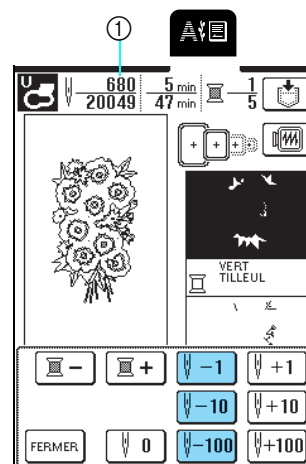 ①
A
U
680 5 min 1
20049 47 min 5
VERT
TILLEUL
− + −1 +1
−10 +10
FERMER 0 −100 +100